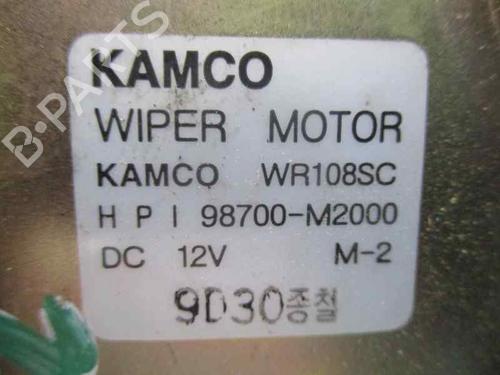 KAMCO
WIPER MOTOR
KAMCO WR108SC
H P I 98700-M2000
DC 12V M-2
9D30종철
B-PARTS